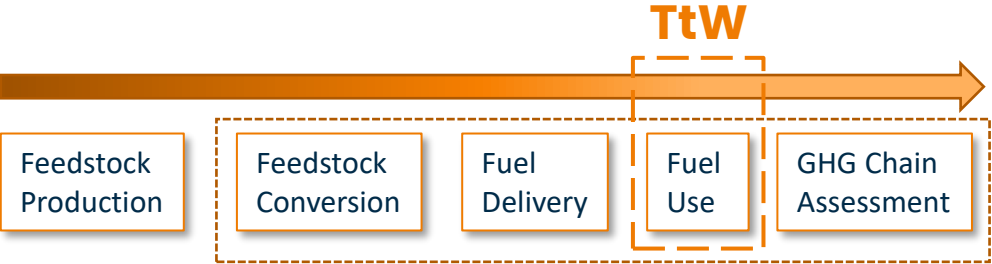 TtW
Feedstock
Production
Feedstock
Conversion
Fuel
Delivery
Fuel
Use
GHG Chain
Assessment